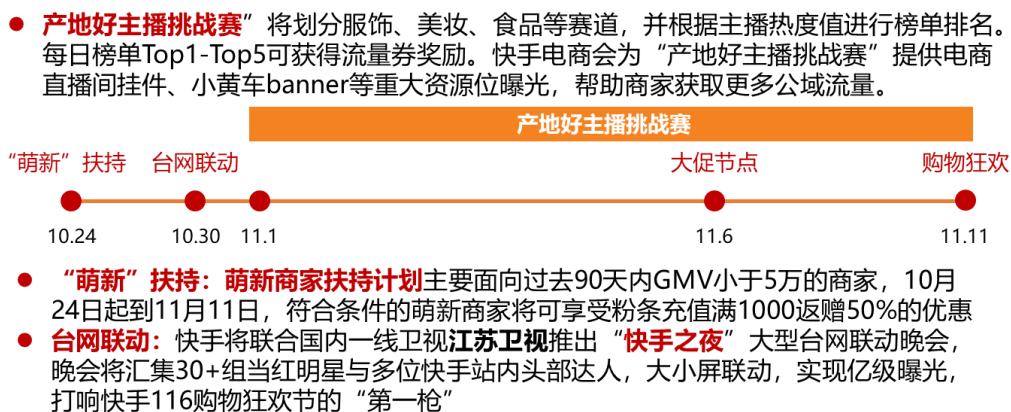 产地好主播挑战赛”将划分服饰、美妆、食品等赛道，并根据主播热度值进行榜单排名。
每日榜单Top1-Top5可获得流量券奖励。快手电商会为“产地好主播挑战赛”提供电商
直播间挂件、小黄车banner等重大资源位曝光，帮助商家获取更多公域流量。
产地好主播挑战赛
“萌新”扶持 台网联动 大促节点 购物狂欢
10.24 10.30 11.1 11.6 11.11
“萌新”扶持：萌新商家扶持计划主要面向过去90天内GMV小于5万的商家，10月
24日起到11月11日，符合条件的萌新商家将可享受粉条充值满1000返赠50%的优惠
台网联动：快手将联合国内一线卫视江苏卫视推出“快手之夜”大型台网联动晚会，
晚会将汇集30+组当红明星与多位快手站内头部达人，大小屏联动，实现亿级曝光，
打响快手116购物狂欢节的“第一枪”